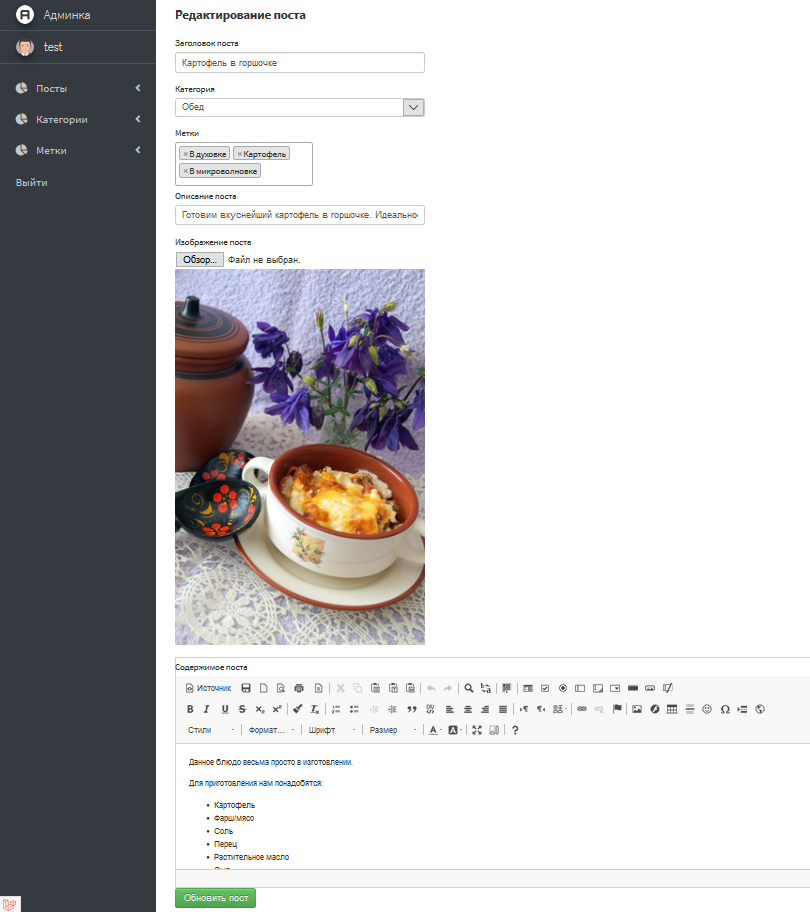 Админка
test
Посты
Категории
Метки
Выйти
Редактирование поста
Заголовок поста
Картофель в горшочке
Категория
Обед
Метки
×В духовке ×Картофель
×В микроволновке
Описание поста
Готовим вкуснейший картофель в горшочке. Идеально
Изображение поста
Обзор... Файл не выбран.
Содержимое поста
Источник
Стили Формат... Шрифт Размер
Данное блюдо весьма просто в изготовлении.
Для приготовления нам понадобятся:
• Картофель
• Фарш/мясо
• Соль
• Перец
• Растительное масло
Обновить пост